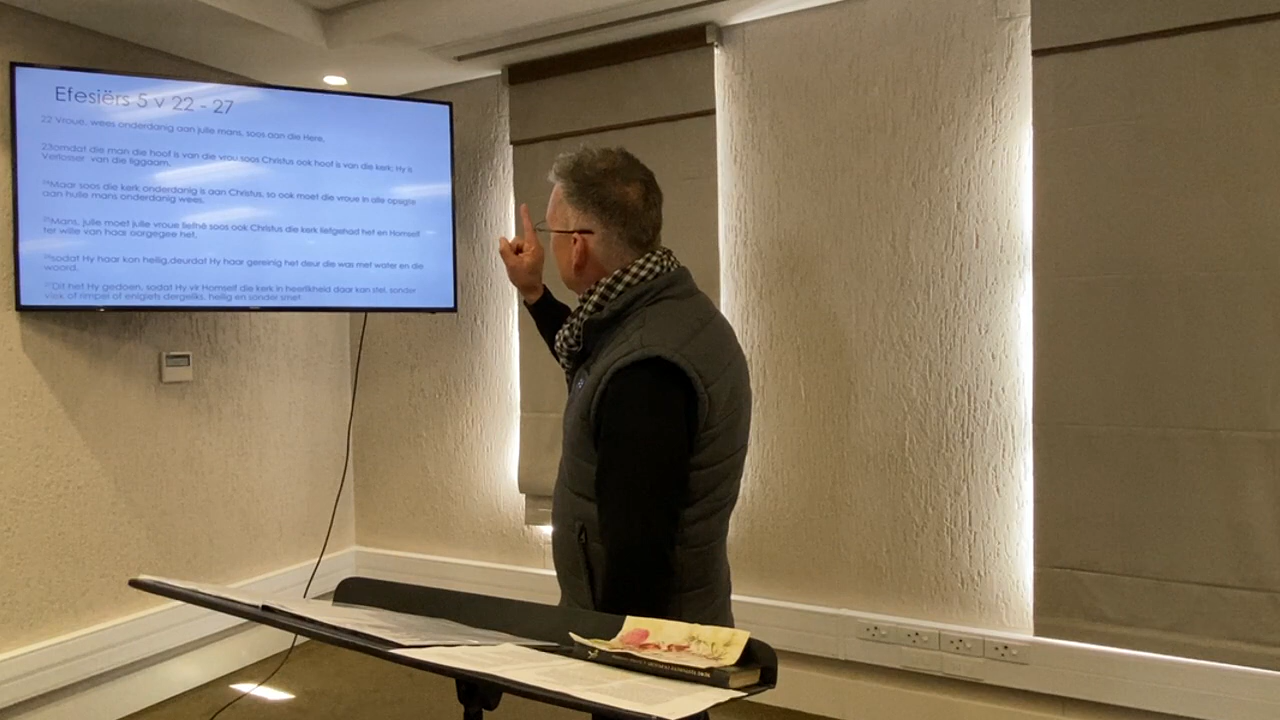 Efesiërs 5 v 22 - 27
22 Vroue, wees onderdanig aan julle mans, soos aan die Here,
23omdat die man die hoof is van die vrou soos Christus ook hoof is van die kerk; Hy is
Verlosser van die liggaam.
24Maar soos die kerk onderdanig is aan Christus, so ook moet die vroue in alle opsigte
aan hulle mans onderdanig wees.
25Mans, julle moet julle vroue liefhê soos ook Christus die kerk liefgehad het en Homself
ter wille van haar oorgegee het,
26sodat Hy haar kon heilig,deurdat Hy haar gereinig het deur die was met water en die
woord.
27Dit het Hy gedoen, sodat Hy vir Homself die kerk in heerlikheid daar kan stel, sonder
vlek of rimpel of enigiets dergeliks, heilig en sonder smet